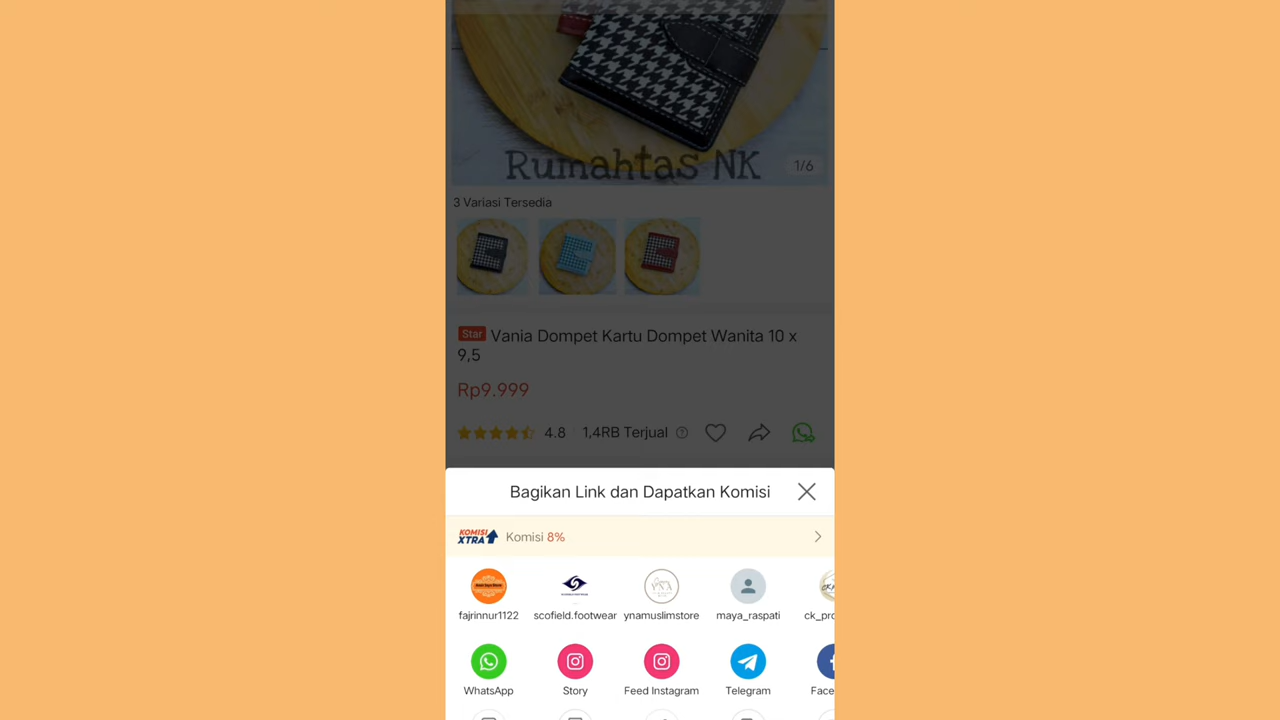 Rumahtas NK
1/6
3 Variasi Tersedia
Star Vania Dompet Kartu Dompet Wanita 10 x
9,5
Rp9.999
4.8 1,4RB Terjual
Bagikan Link dan Dapatkan Komisi
KOMISI
XTRA
Komisi 8%
fajrinnur1122 scofield.footwear ynamuslimstore maya_raspati ck_pro
WhatsApp Story Feed Instagram Telegram Face